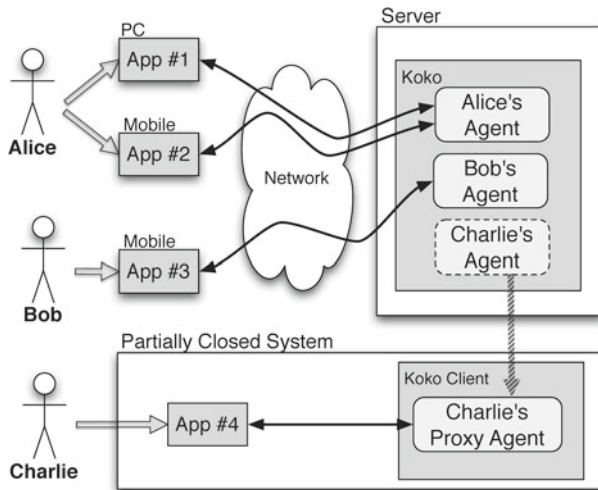 PC
App #1
Alice
Mobile
App #2
Network
Server
Koko
Alice's
Agent
Bob's
Agent
Charlie's
Agent
Mobile
App #3
Bob
Partially Closed System
App #4
Koko Client
Charlie's
Proxy Agent
Charlie